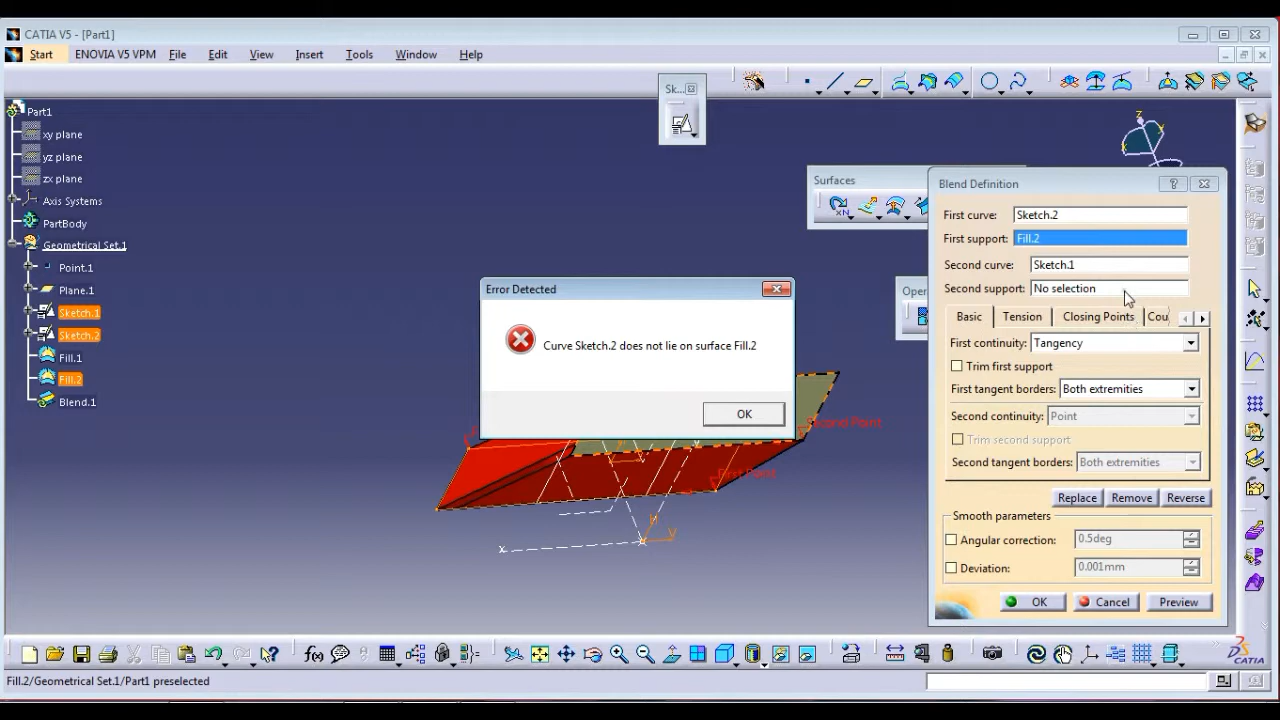 CATIA V5 - [Part1]
Start ENOVIA V5 VPM File Edit View Insert Tools Window Help
Sk...
Part1
xy plane
yz plane
zx plane
Axis Systems
PartBody
Geometrical Set.1
Point.1
Plane.1
Sketch.1
Sketch.2
Fill.1
Fill.2
Blend.1
z
Surfaces
Oper
Error Detected
Curve Sketch.2 does not lie on surface Fill.2
OK
Second Point
First Point
H
V
x
Blend Definition
First curve: Sketch.2
First support: Fill.2
Second curve: Sketch.1
Second support: No selection
Basic Tension Closing Points Cou
First continuity: Tangency
Trim first support
First tangent borders: Both extremities
Second continuity: Point
Trim second support
Second tangent borders: Both extremities
Replace Remove Reverse
Smooth parameters
Angular correction: 0.5deg
Deviation: 0.001mm
OK Cancel Preview
f(x)
CATIA
Fill.2/Geometrical Set.1/Part1 preselected